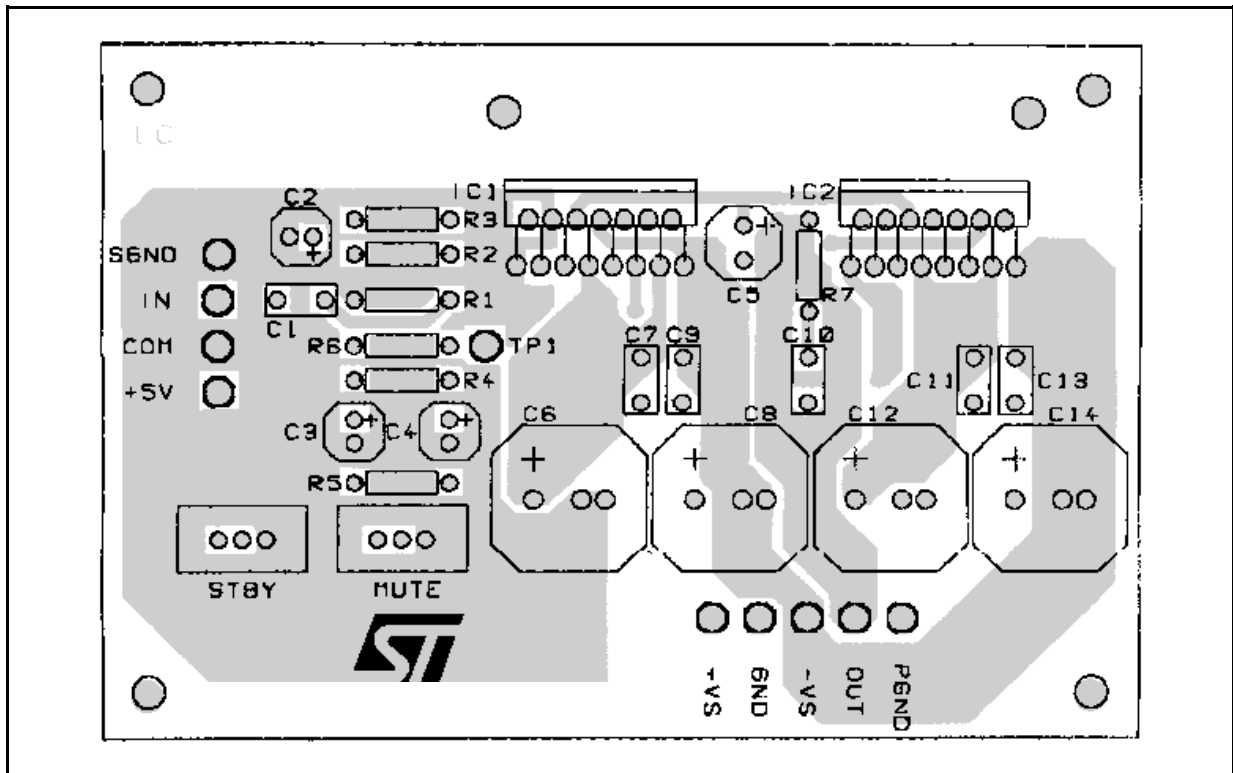 C2
IC1
IC2
R3
SGND
R2
C5
R7
IN
C1
R1
COM
R6
TP1
C7
C9
C10
+5V
R4
C11
C13
C3
C4
C6
C8
C12
C14
R5
STBY
MUTE
ST
+VS
GND
-VS
OUT
PGND